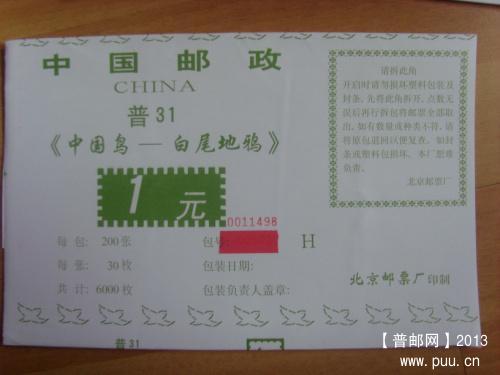 中国邮政
CHINA
普31
《中国鸟—白尾地鸦》
1元
0011498
每包: 200张
每张: 30枚
共计: 6000枚
包号:
H
包装日期:
包装负责人盖章:
请拆此角
开启时请勿损坏塑料包装及
封条,先将此角拆开,点数无
误后再行拆包将邮票全部取
出,如有数量或种类不符,请
将原包退回以便复查。如封
条或塑料包损坏,本厂恕难
负责。
北京邮票厂
北京邮票厂印制
普31
【普邮网】2013
www.puu.cn